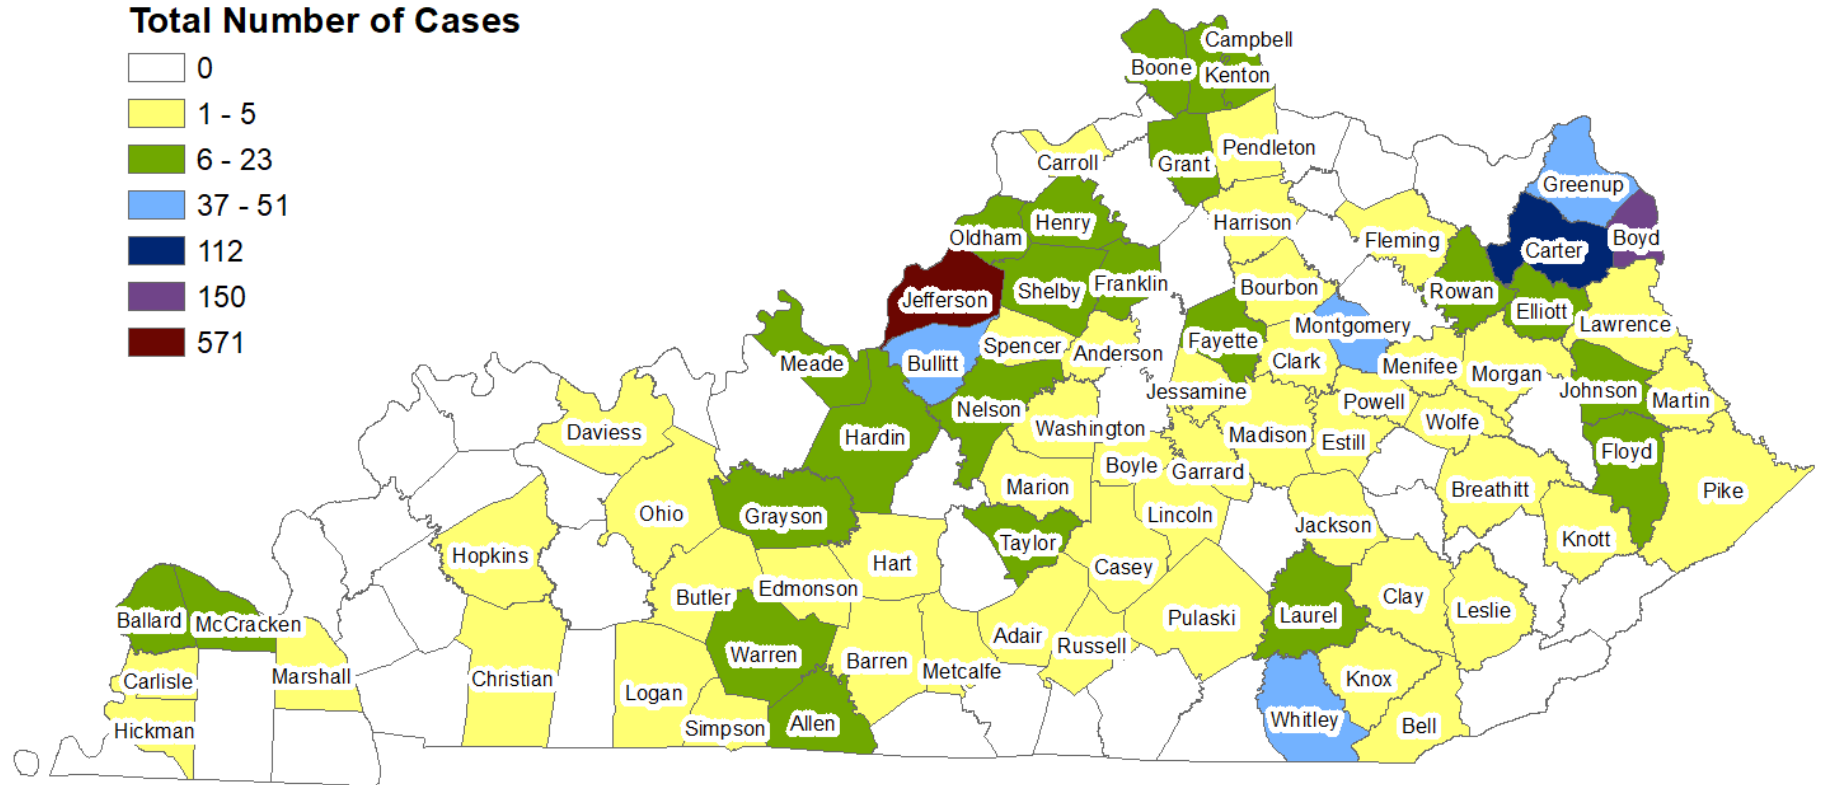 Total Number of Cases
0
1 - 5
6 - 23
37 - 51
112
150
571
Campbell
Boone
Kenton
Carroll
Grant
Pendleton
Greenup
Oldham
Henry
Harrison
Fleming
Carter
Boyd
Jefferson
Shelby
Franklin
Bourbon
Rowan
Elliott
Lawrence
Meade
Bullitt
Spencer
Anderson
Fayette
Montgomery
Clark
Menifee
Morgan
Johnson
Martin
Jessamine
Powell
Nelson
Washington
Wolfe
Daviess
Hardin
Madison
Estill
Floyd
Boyle
Garrard
Marion
Breathitt
Pike
Ohio
Grayson
Lincoln
Jackson
Taylor
Knott
Hopkins
Hart
Casey
Butler
Edmonson
Clay
Leslie
Ballard
McCracken
Pulaski
Laurel
Adair
Russell
Warren
Barren
Metcalfe
Carlisle
Marshall
Christian
Knox
Logan
Hickman
Simpson
Allen
Whitley
Bell